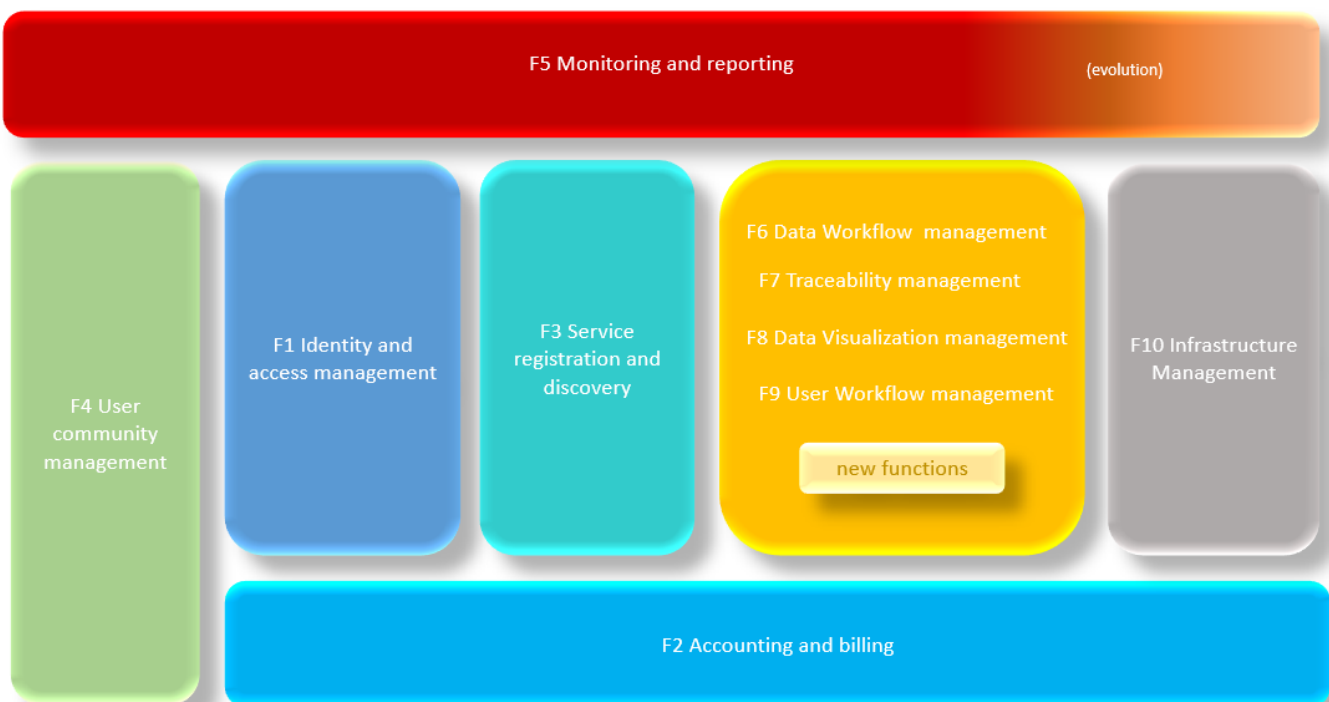 F5 Monitoring and reporting
(evolution)
F4 User
community
management
F1 Identity and
access management
F3 Service
registration and
discovery
F6 Data Workflow  management
F7 Traceability management
F8 Data Visualization management
F9 User Workflow management
new functions
F10 Infrastructure
Management
F2 Accounting and billing